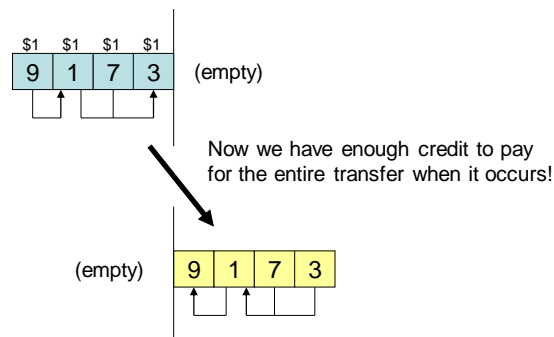 $1 $1 $1 $1
9 1 7 3
(empty)
Now we have enough credit to pay
for the entire transfer when it occurs!
(empty)
9 1 7 3